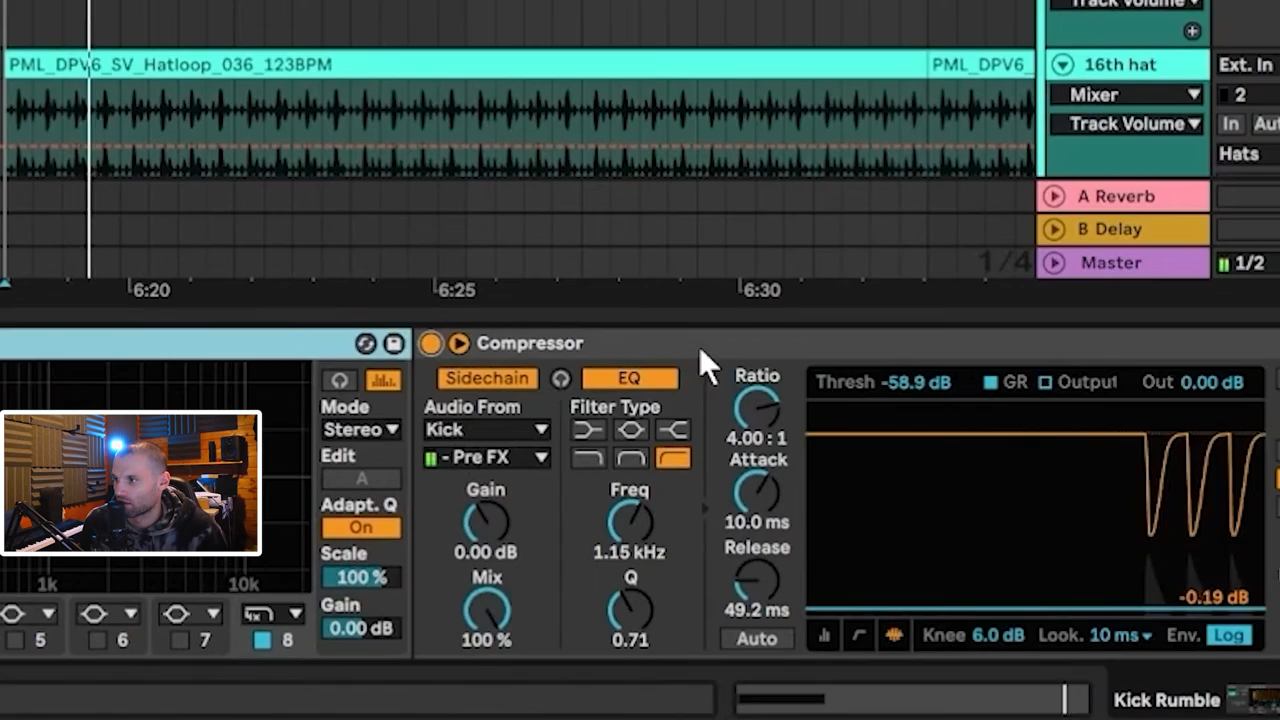 Track Volume
PML_DPV6_SV_Hatloop_036_123BPM
PML_DPV6_
16th hat
Ext. In
Mixer
2
Track Volume
In
Hats
A Reverb
B Delay
1/4
Master
1/2
6:20
6:25
6:30
Compressor
Sidechain
EQ
Ratio
Thresh -58.9 dB
GR
Output
Out 0.00 dB
Mode
Audio From
Filter Type
Stereo
Kick
4.00 : 1
Edit
- Pre FX
Attack
A
Adapt. Q
Gain
Freq
On
0.00 dB
1.15 kHz
10.0 ms
Scale
Release
1k
10k
100 %
Mix
Q
-0.19 dB
Gain
49.2 ms
0.00 dB
100 %
0.71
Auto
Knee 6.0 dB
Look. 10 ms
Env. Log
5
6
7
4x
8
Kick Rumble